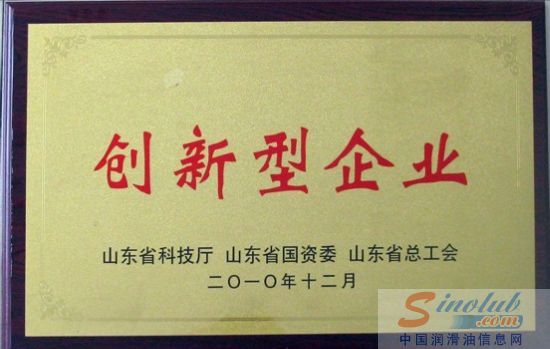 创新型企业
山东省科技厅 山东省国资委 山东省总工会
二〇一〇年十二月
Sinolub
.com
中国润滑油信息网